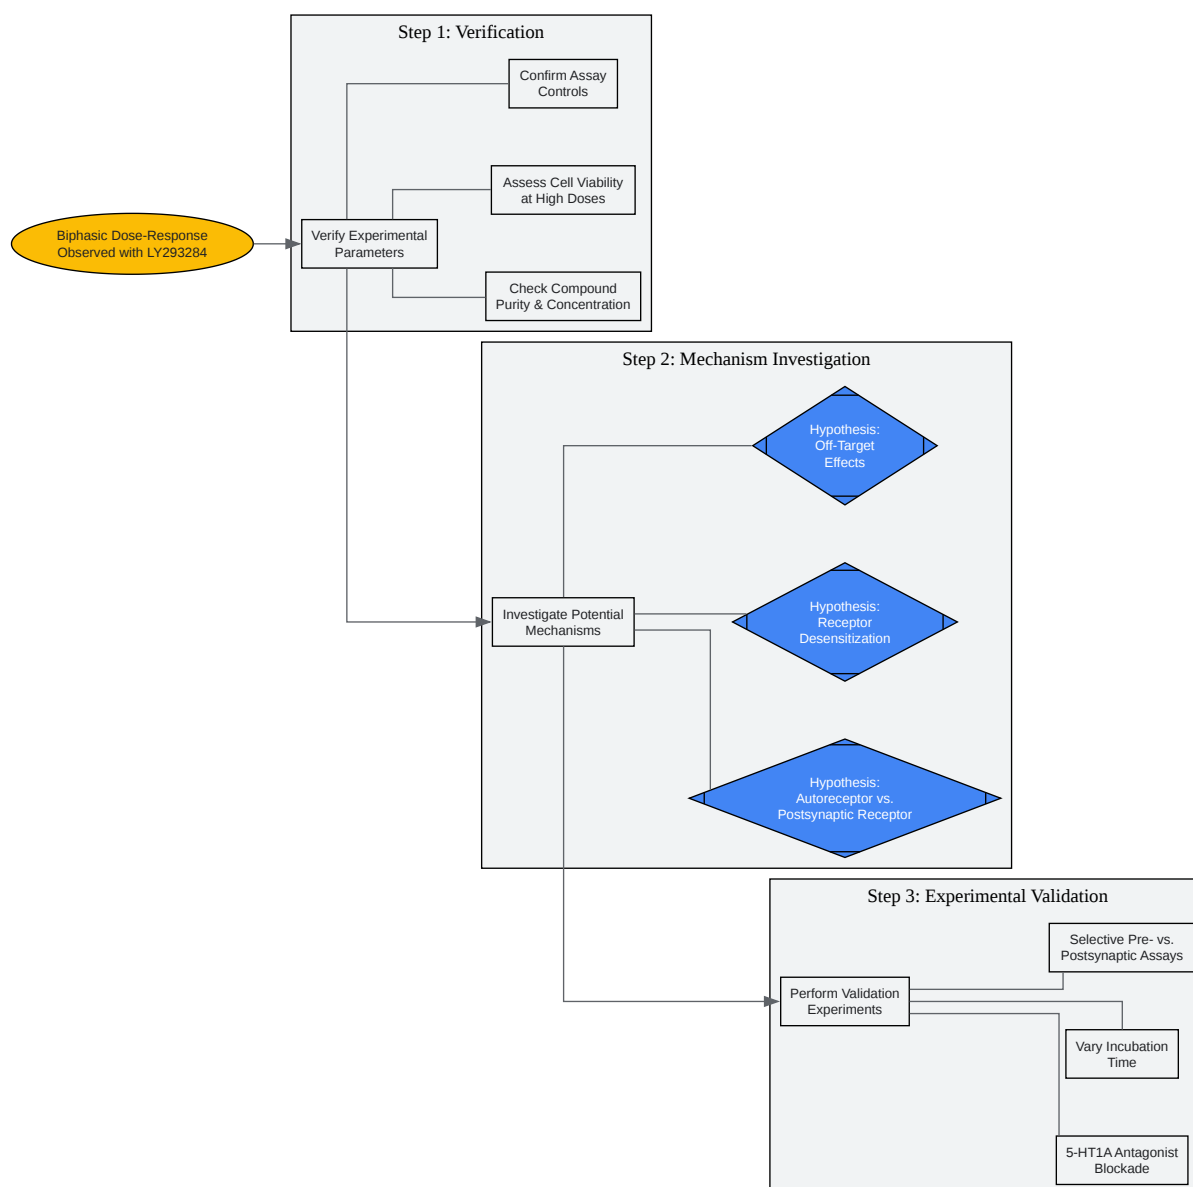 Step 1: Verification
Confirm Assay
Controls
Assess Cell Viability
at High Doses
Biphasic Dose-Response
Observed with LY293284
Verify Experimental
Parameters
Check Compound
Purity & Concentration
Step 2: Mechanism Investigation
Hypothesis:
Off-Target
Effects
Investigate Potential
Mechanisms
Hypothesis:
Receptor
Desensitization
Hypothesis:
Autoreceptor vs.
Postsynaptic Receptor
Step 3: Experimental Validation
Selective Pre- vs.
Postsynaptic Assays
Perform Validation
Experiments
Vary Incubation
Time
5-HT1A Antagonist
Blockade